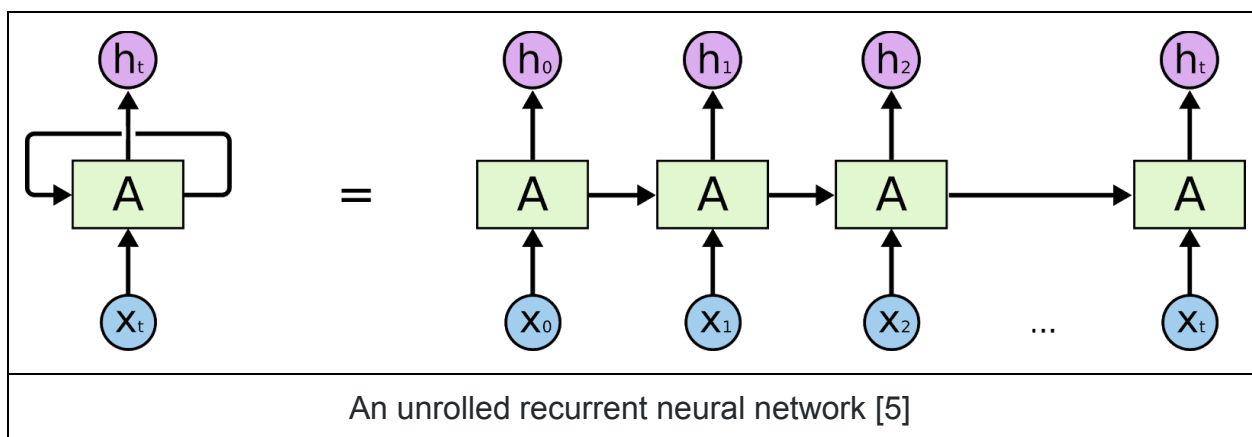 hₜ h₀ h₁ h₂ hₜ
A = A A A A
xₜ x₀ x₁ x₂ ... xₜ
An unrolled recurrent neural network [5]